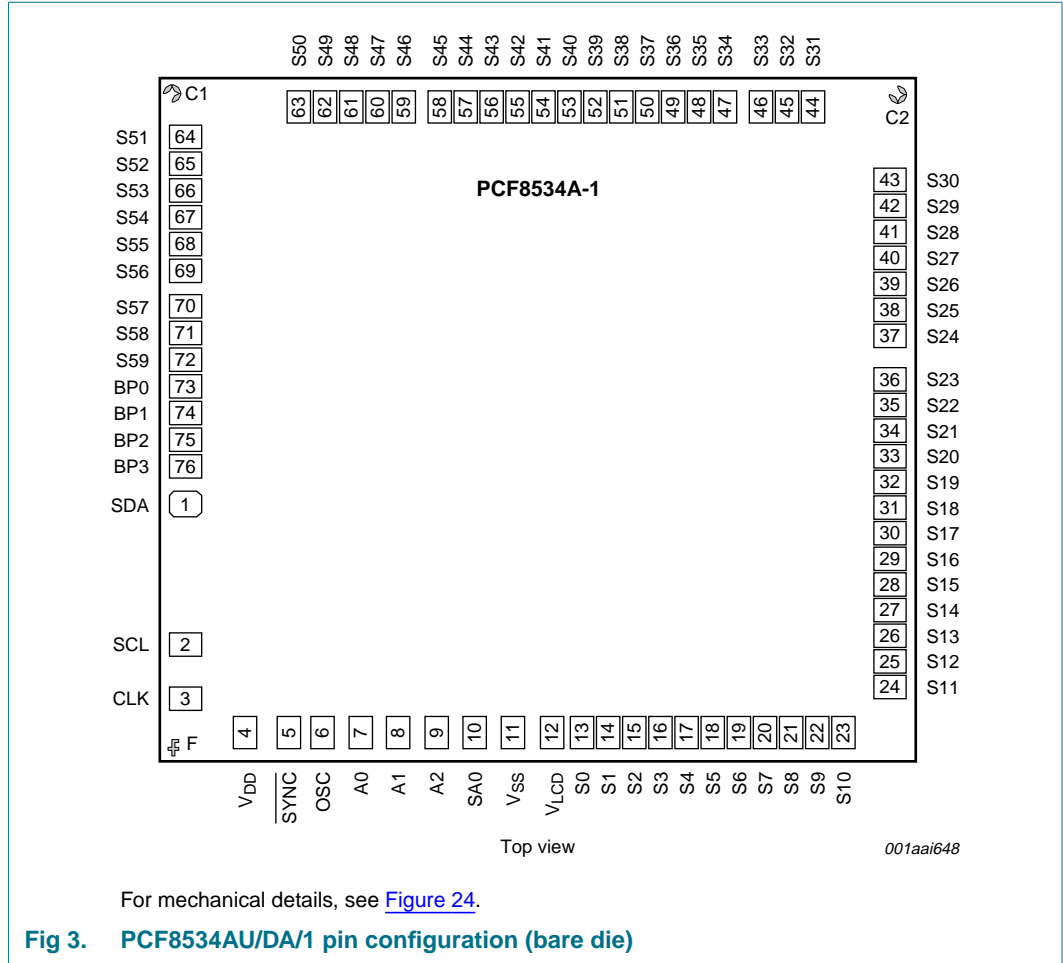 S50 S49 S48 S47 S46 S45 S44 S43 S42 S41 S40 S39 S38 S37 S36 S35 S34 S33 S32 S31
C1 63 62 61 60 59 58 57 56 55 54 53 52 51 50 49 48 47 46 45 44 C2
S51 64
S52 65
S53 66
S54 67
S55 68
S56 69
S57 70
S58 71
S59 72
BP0 73
BP1 74
BP2 75
BP3 76
SDA 1
SCL 2
CLK 3
PCF8534A-1
43 S30
42 S29
41 S28
40 S27
39 S26
38 S25
37 S24
36 S23
35 S22
34 S21
33 S20
32 S19
31 S18
30 S17
29 S16
28 S15
27 S14
26 S13
25 S12
24 S11
F 4 5 6 7 8 9 10 11 12 13 14 15 16 17 18 19 20 21 22 23
VDD SYNC OSC A0 A1 A2 SA0 VSS VLCD S0 S1 S2 S3 S4 S5 S6 S7 S8 S9 S10
Top view
001aai648
For mechanical details, see Figure 24.
Fig 3. PCF8534AU/DA/1 pin configuration (bare die)